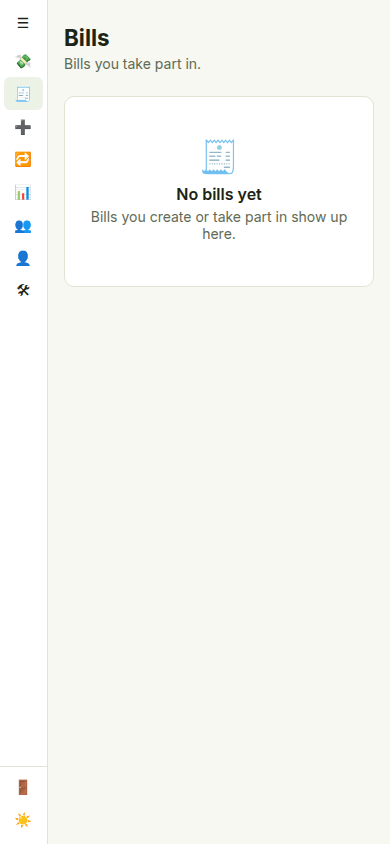 Bills
Bills you take part in.
No bills yet
Bills you create or take part in show up
here.